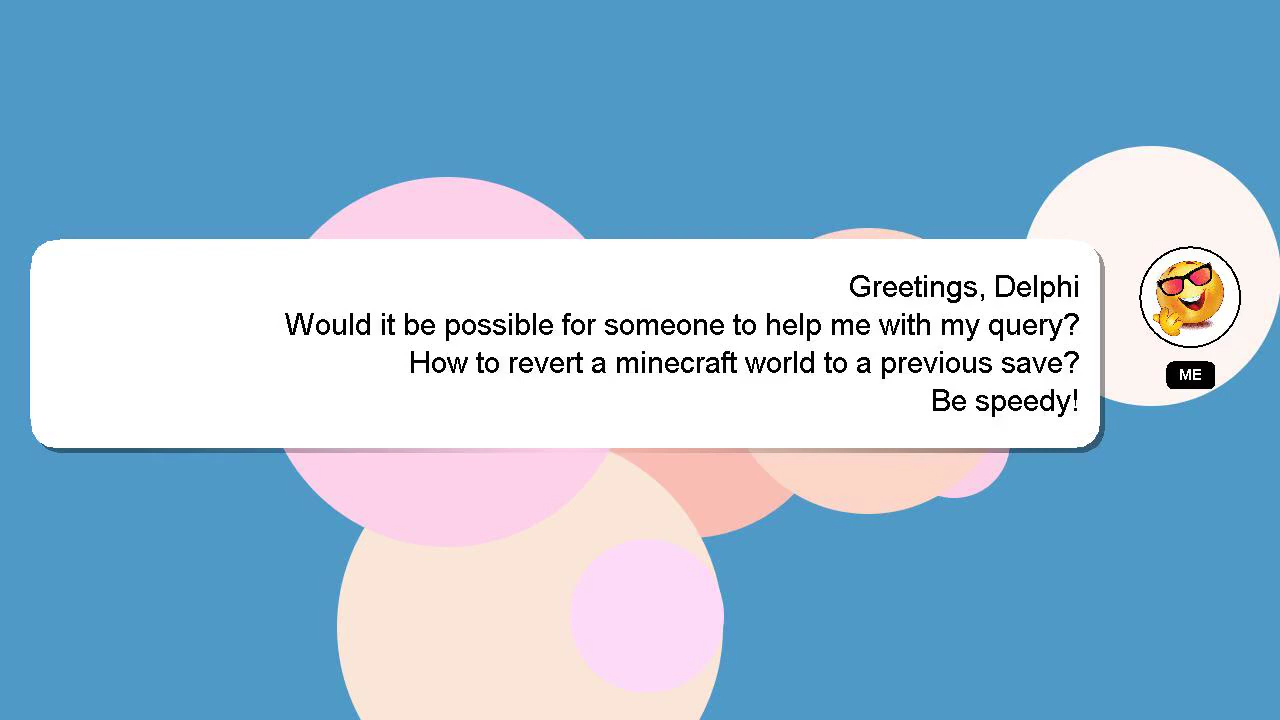 Greetings, Delphi
Would it be possible for someone to help me with my query?
How to revert a minecraft world to a previous save?
Be speedy!
ME